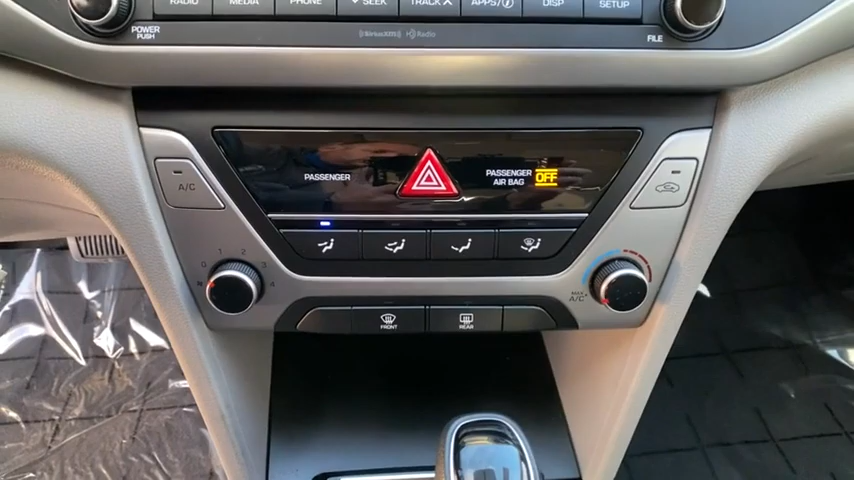 RADIO MEDIA PHONE SEEK TRACK APPS/ DISP SETUP
POWER
PUSH
SiriusXM HD Radio
FILE
PASSENGER
PASSENGER
AIR BAG OFF
A/C
0 1 2 3 4
MAX
A/C
FRONT
REAR